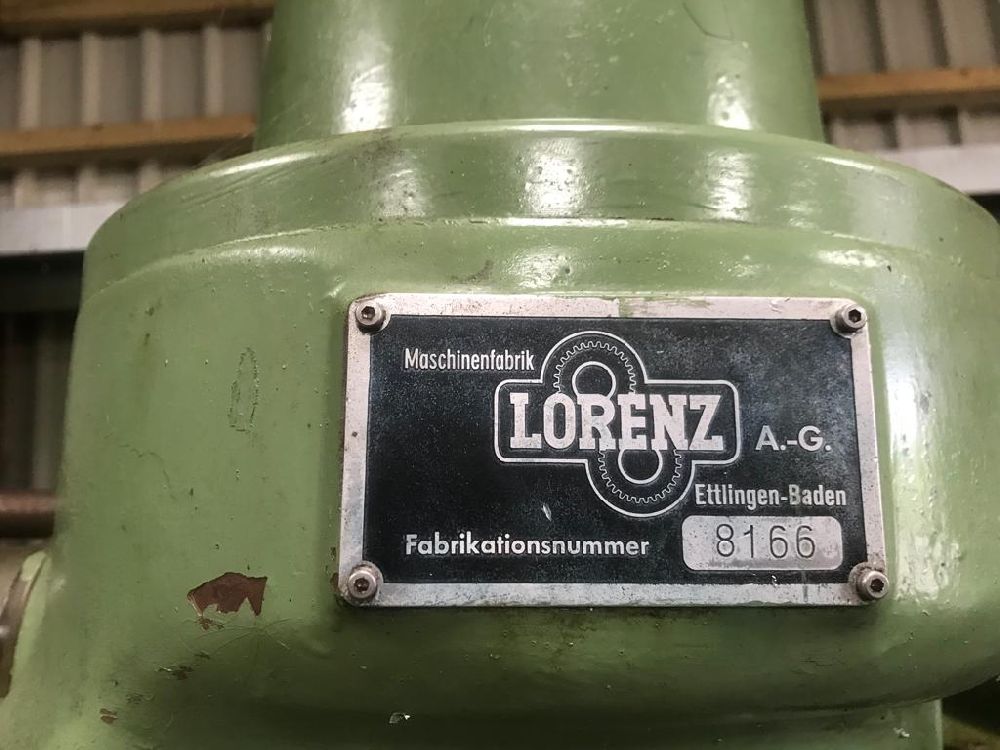 Maschinenfabrik
LORENZ A.-G.
Ettlingen-Baden
Fabrikationsnummer 8166